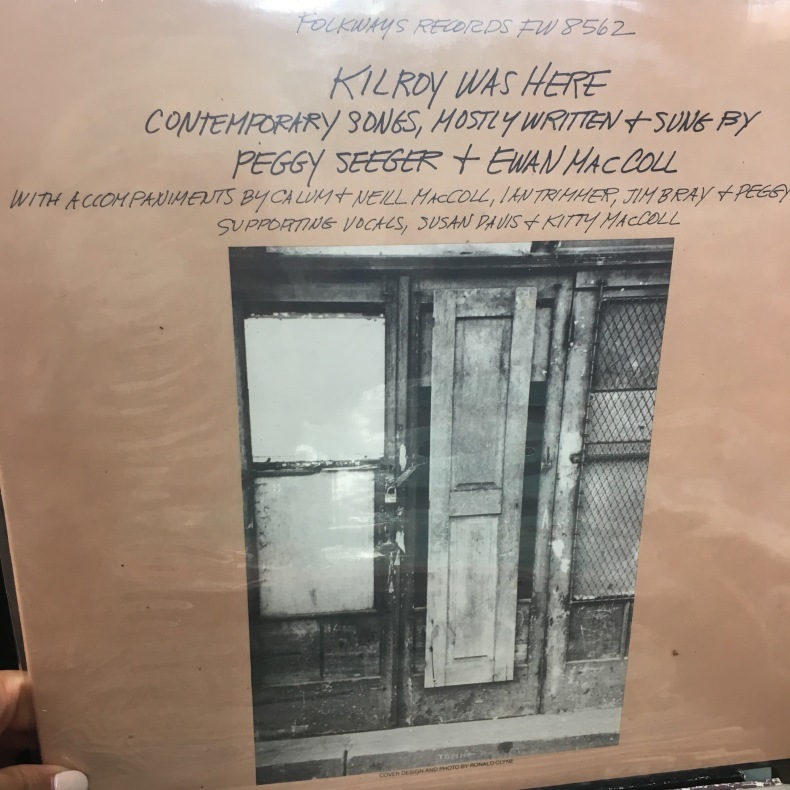 FOLKWAYS RECORDS FW 8562
KILROY WAS HERE
CONTEMPORARY SONGS, MOSTLY WRITTEN + SUNG BY
PEGGY SEEGER + EWAN MACCOLL
WITH ACCOMPANIMENTS BY CALUM + NEILL MACCOLL, IAN TRIMMER, JIM BRAY + PEGGY
SUPPORTING VOCALS, SUSAN DAVIS + KITTY MACCOLL
COVER DESIGN AND PHOTO BY RONALD CLYNE